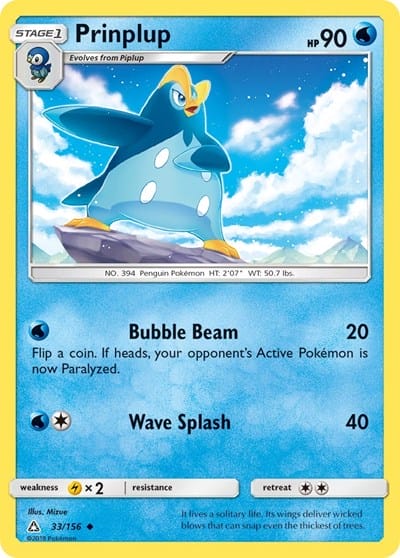 STAGE1
Prinplup
HP90
Evolves from Piplup
NO. 394 Penguin Pokémon HT: 2'07" WT: 50.7 lbs.
Bubble Beam 20
Flip a coin. If heads, your opponent's Active Pokémon is
now Paralyzed.
Wave Splash 40
weakness ×2 resistance retreat
Illus. Mizue
33/156
©2018 Pokémon
It lives a solitary life. Its wings deliver wicked
blows that can snap even the thickest of trees.